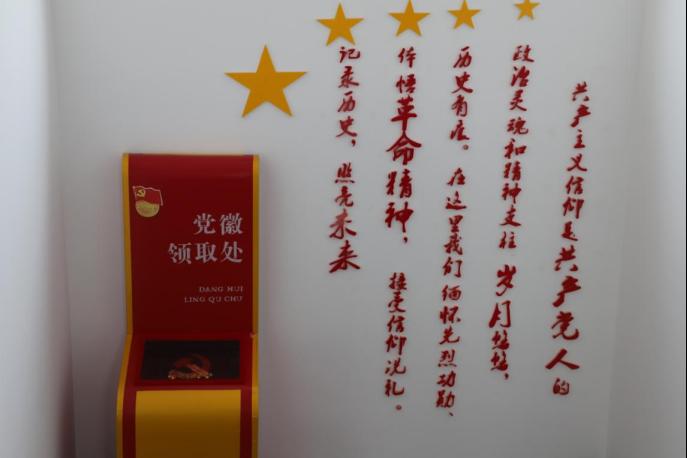 共产主义信仰是共产党人的
政治灵魂和精神支柱 岁月悠悠，
历史有痕。在这里我们缅怀先烈功勋、
体悟革命精神，接受信仰洗礼。
记录历史，照亮未来
党徽
领取处
DANG HUI
LING QU CHU